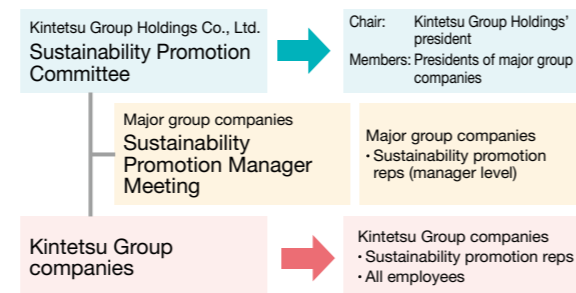 Kintetsu Group Holdings Co., Ltd.
Sustainability Promotion
Committee
Chair: Kintetsu Group Holdings'
president
Members: Presidents of major group
companies
Major group companies
Sustainability
Promotion Manager
Meeting
Major group companies
・Sustainability promotion
reps (manager level)
Kintetsu Group
companies
Kintetsu Group companies
・Sustainability promotion reps
・All employees